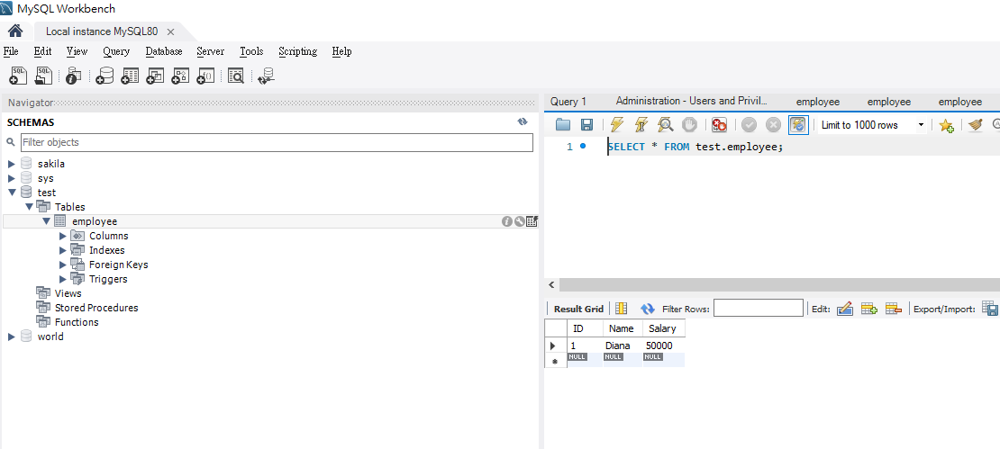 MySQL Workbench
Local instance MySQL80
File Edit View Query Database Server Tools Scripting Help
SQL SQL
Navigator
SCHEMAS
Filter objects
sakila
sys
test
Tables
employee
Columns
Indexes
Foreign Keys
Triggers
Views
Stored Procedures
Functions
world
Query 1 Administration - Users and Privil... employee employee employee
Limit to 1000 rows
1 SELECT * FROM test.employee;
Result Grid Filter Rows: Edit: Export/Import:
ID Name Salary
1 Diana 50000
NULL NULL NULL